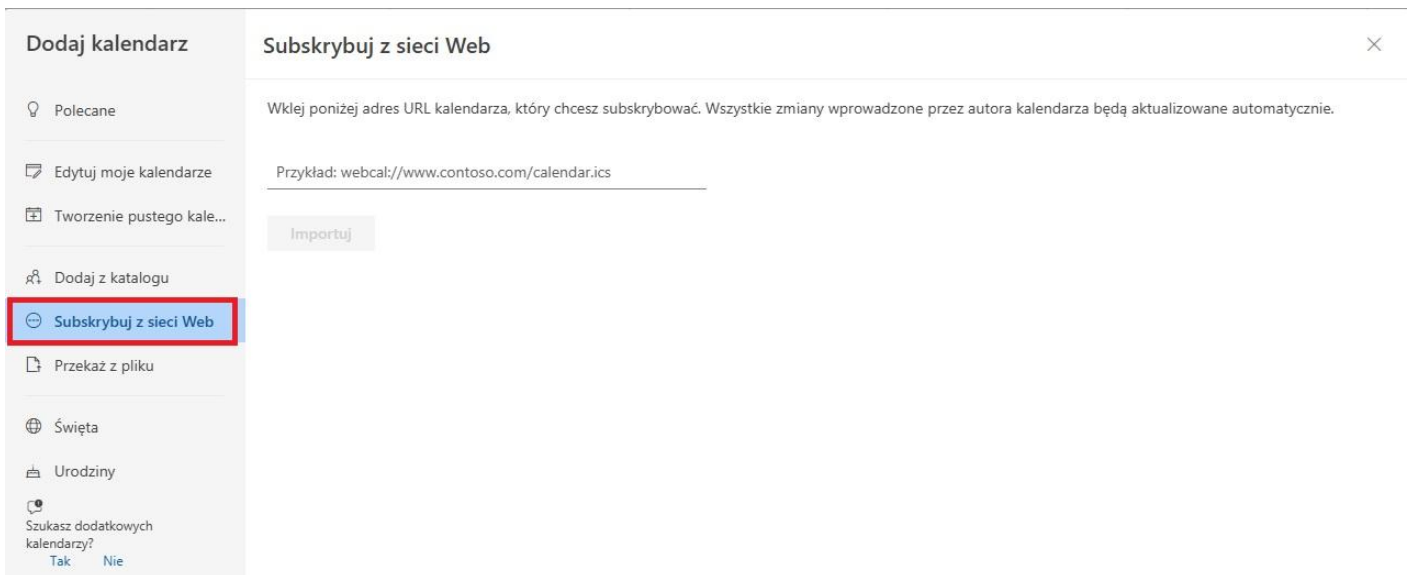 Dodaj kalendarz
Polecane
Edytuj moje kalendarze
Tworzenie pustego kale...
Dodaj z katalogu
Subskrybuj z sieci Web
Przekaż z pliku
Święta
Urodziny
Szukasz dodatkowych
kalendarzy?
Tak Nie
Subskrybuj z sieci Web
Wklej poniżej adres URL kalendarza, który chcesz subskrybować. Wszystkie zmiany wprowadzone przez autora kalendarza będą aktualizowane automatycznie.
Przykład: webcal://www.contoso.com/calendar.ics
Importuj